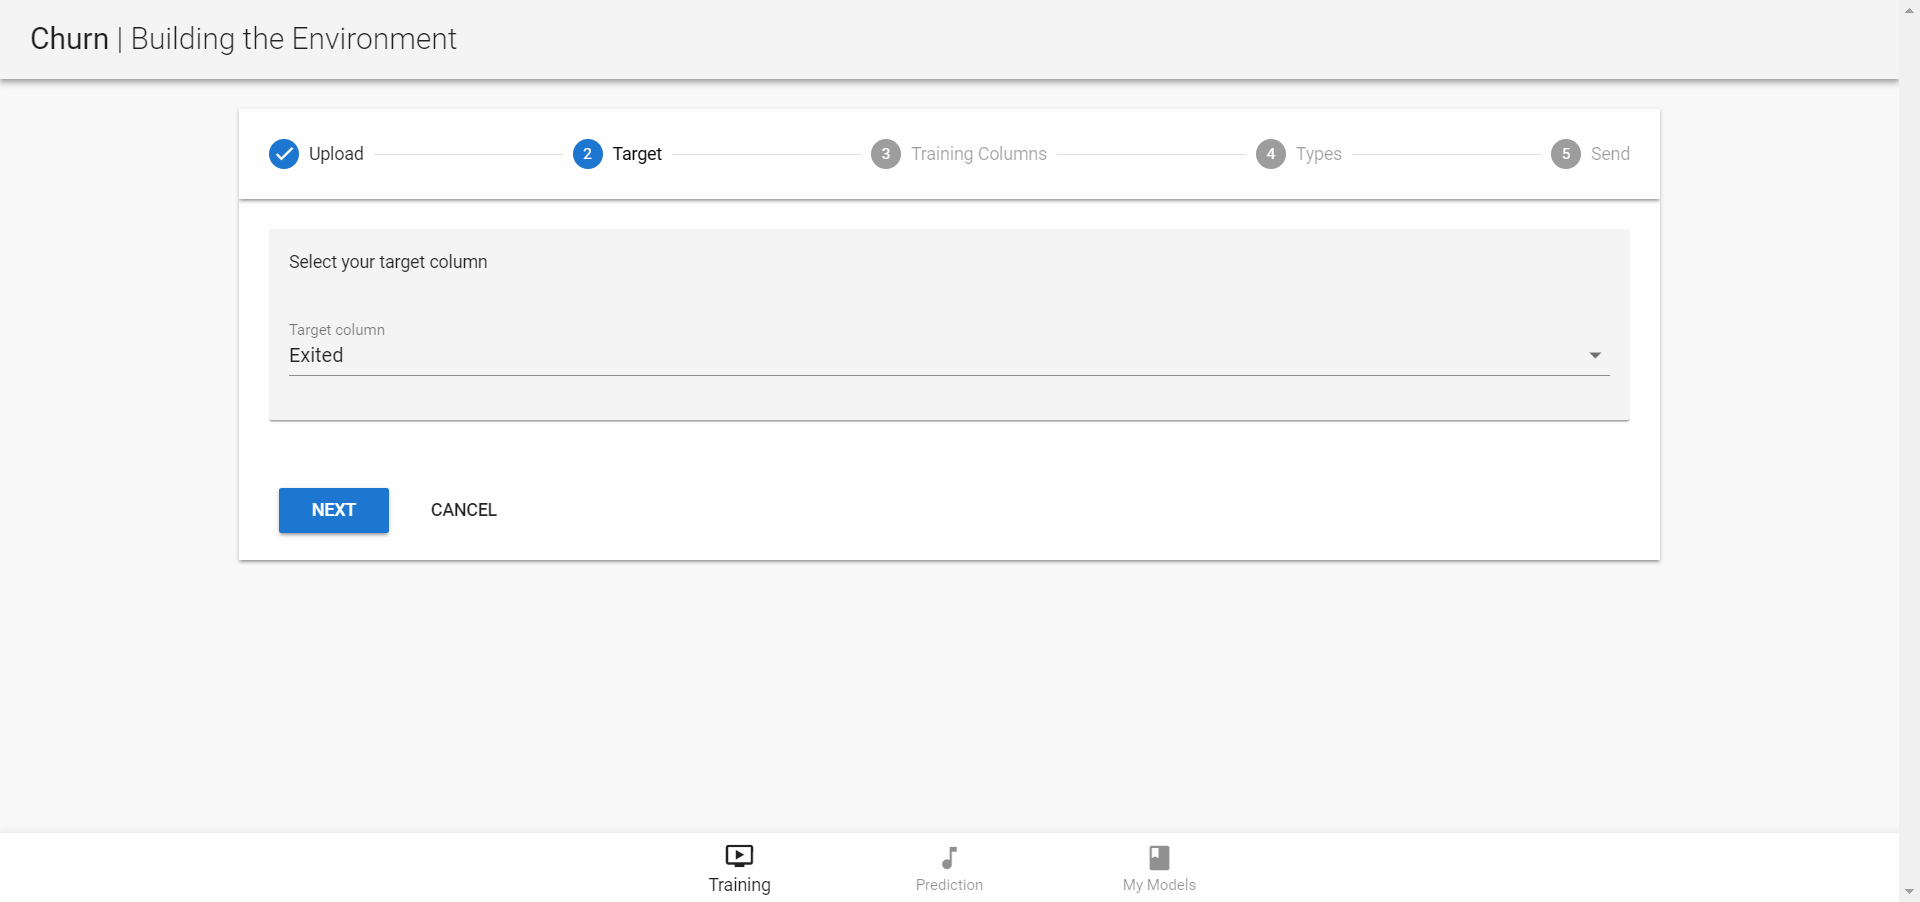 Churn | Building the Environment
Upload 2 Target 3 Training Columns 4 Types 5 Send
Select your target column
Target column
Exited
NEXT CANCEL
Training Prediction My Models